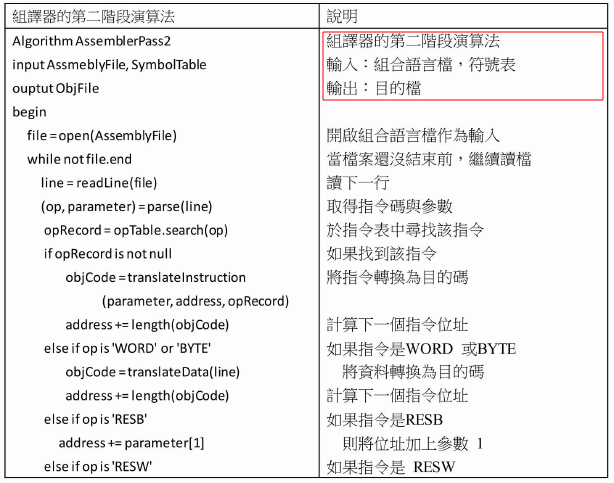 組譯器的第二階段演算法 說明
Algorithm AssemblerPass2 組譯器的第二階段演算法
input AssmeblyFile, SymbolTable 輸入：組合語言檔，符號表
ouptut ObjFile 輸出：目的檔
begin
file = open(AssemblyFile) 開啟組合語言檔作為輸入
while not file.end 當檔案還沒結束前，繼續讀檔
line = readLine(file) 讀下一行
(op, parameter) = parse(line) 取得指令碼與參數
opRecord = opTable.search(op) 於指令表中尋找該指令
if opRecord is not null 如果找到該指令
objCode = translateInstruction 將指令轉換為目的碼
(parameter, address, opRecord)
address += length(objCode) 計算下一個指令位址
else if op is 'WORD' or 'BYTE' 如果指令是WORD 或BYTE
objCode = translateData(line) 將資料轉換為目的碼
address += length(objCode) 計算下一個指令位址
else if op is 'RESB' 如果指令是RESB
address += parameter[1] 則將位址加上參數 1
else if op is 'RESW' 如果指令是 RESW